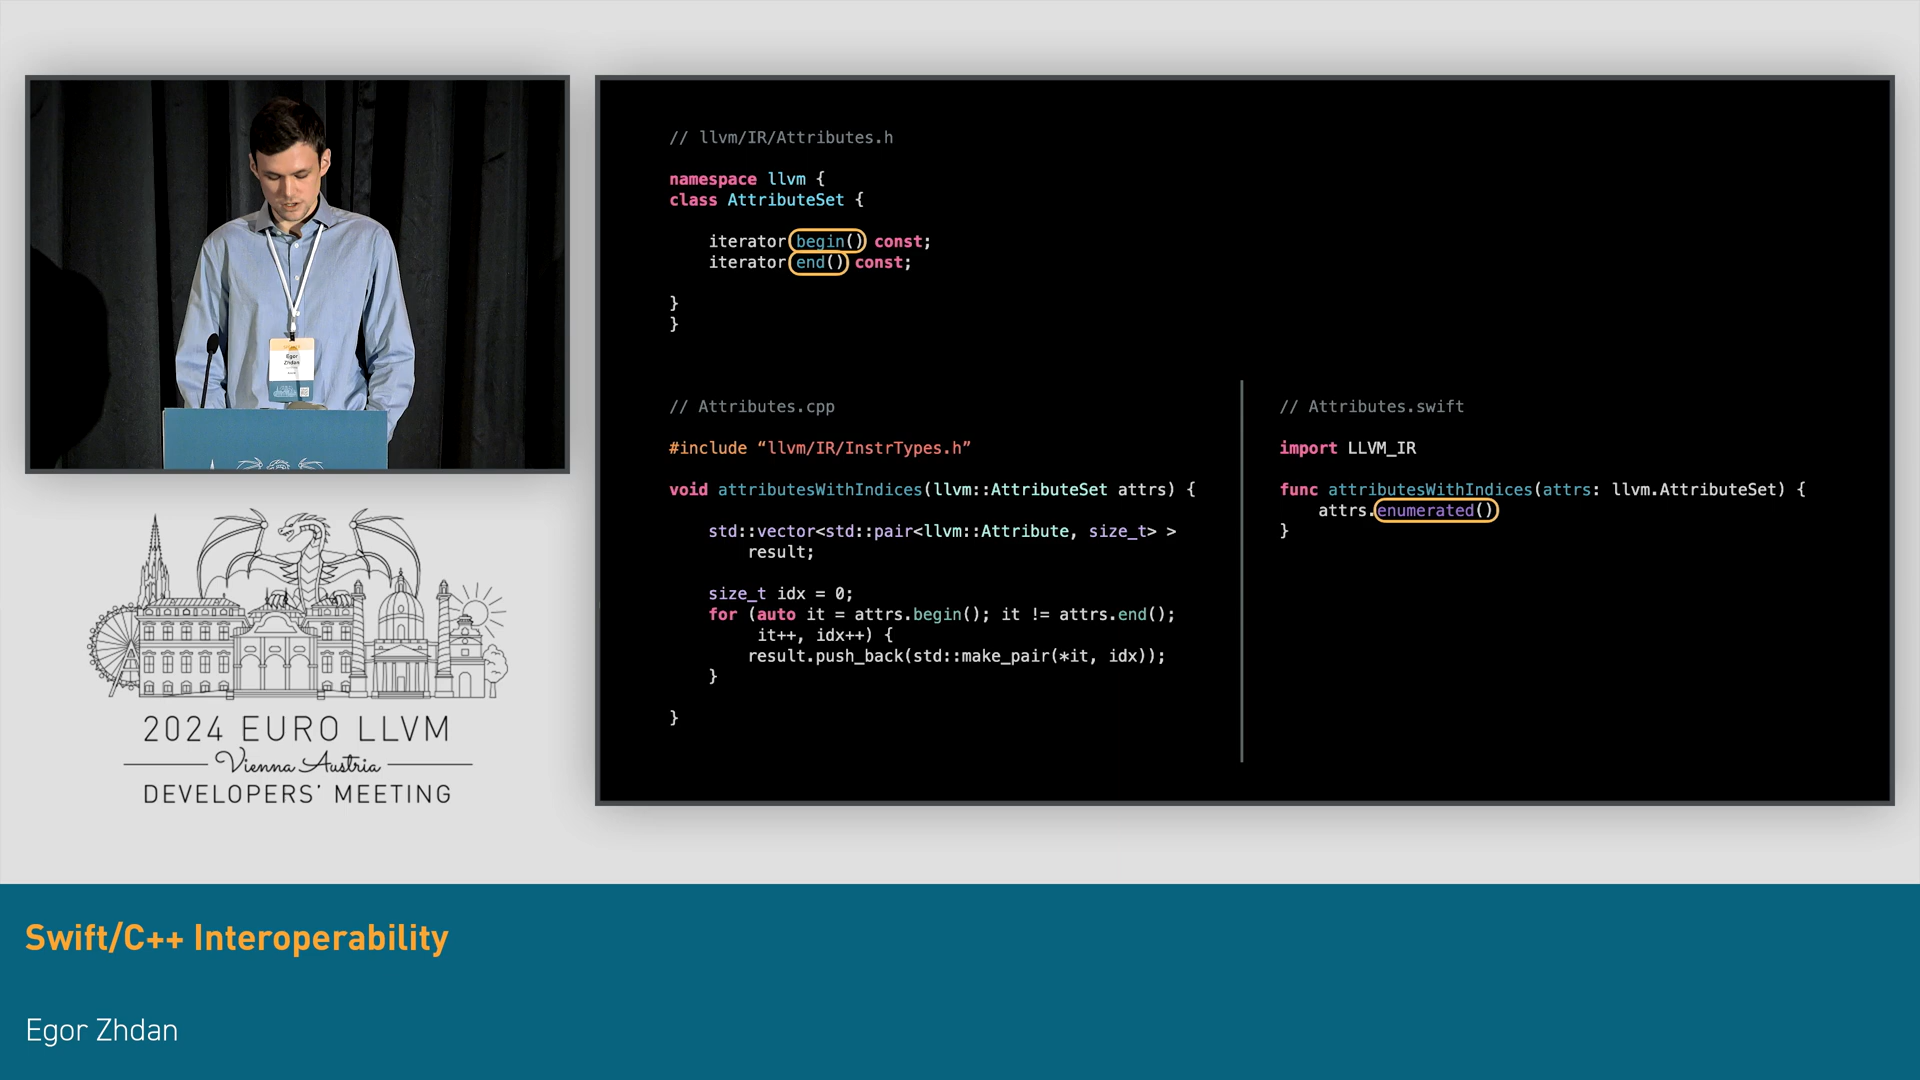 // llvm/IR/Attributes.h
namespace llvm {
class AttributeSet {
iterator begin() const;
iterator end() const;
}
}
// Attributes.cpp
#include “llvm/IR/InstrTypes.h”
void attributesWithIndices(llvm::AttributeSet attrs) {
std::vector<std::pair<llvm::Attribute, size_t> >
result;
size_t idx = 0;
for (auto it = attrs.begin(); it != attrs.end();
it++, idx++) {
result.push_back(std::make_pair(*it, idx));
}
}
// Attributes.swift
import LLVM_IR
func attributesWithIndices(attrs: llvm.AttributeSet) {
attrs.enumerated()
}
Egor
Zhdan
2024 EURO LLVM
Vienna Austria
DEVELOPERS’ MEETING
Swift/C++ Interoperability
Egor Zhdan